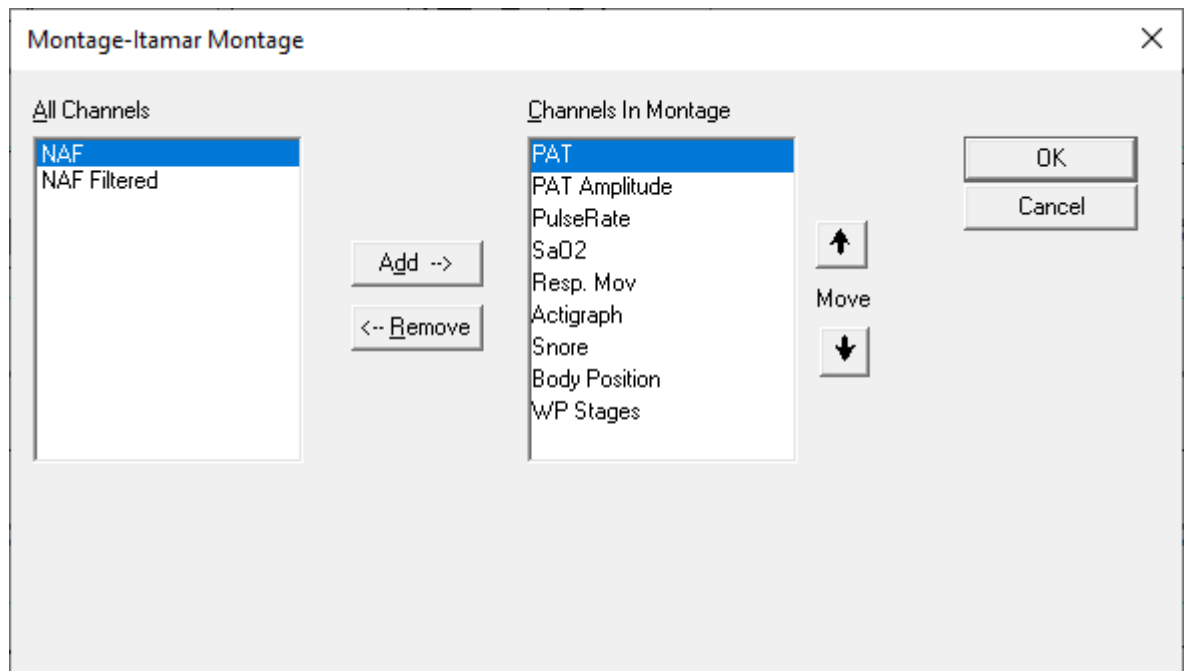 Montage-Itamar Montage
All Channels
NAF
NAF Filtered
Add -->
<-- Remove
Channels In Montage
PAT
PAT Amplitude
PulseRate
SaO2
Resp. Mov
Actigraph
Snore
Body Position
WP Stages
Move
OK
Cancel